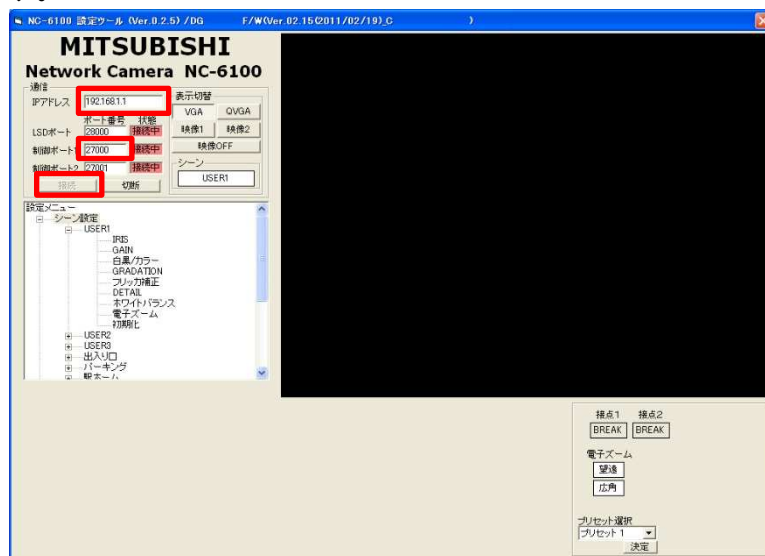 NC-6100 設定ツール (Ver.0.2.5) /DG F/W(Ver.02.15(2011/02/19)_C )
MITSUBISHI
Network Camera NC-6100
通信
IPアドレス 192.168.1.1
ポート番号 状態
LSDポート 28000 接続中
制御ポート1 27000 接続中
制御ポート2 27001 接続中
接続 切断
表示切替
VGA QVGA
映像1 映像2
映像OFF
シーン
USER1
設定メニュー
シーン設定
USER1
IRIS
GAIN
白黒/カラー
GRADATION
フリッカ補正
DETAIL
ホワイトバランス
電子ズーム
初期化
USER2
USER3
出入り口
パーキング
駅ホーム
接点1 接点2
BREAK BREAK
電子ズーム
望遠
広角
プリセット選択
プリセット 1
決定